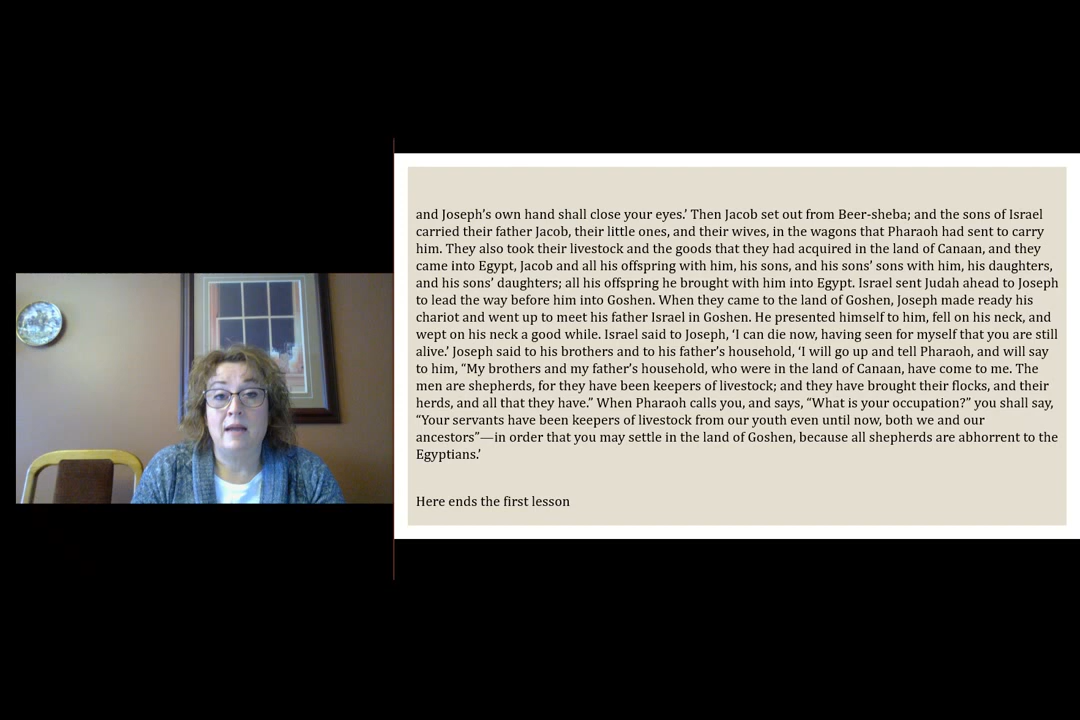 and Joseph’s own hand shall close your eyes.’ Then Jacob set out from Beer-sheba; and the sons of Israel
carried their father Jacob, their little ones, and their wives, in the wagons that Pharaoh had sent to carry
him. They also took their livestock and the goods that they had acquired in the land of Canaan, and they
came into Egypt, Jacob and all his offspring with him, his sons, and his sons’ sons with him, his daughters,
and his sons’ daughters; all his offspring he brought with him into Egypt. Israel sent Judah ahead to Joseph
to lead the way before him into Goshen. When they came to the land of Goshen, Joseph made ready his
chariot and went up to meet his father Israel in Goshen. He presented himself to him, fell on his neck, and
wept on his neck a good while. Israel said to Joseph, ‘I can die now, having seen for myself that you are still
alive.’ Joseph said to his brothers and to his father’s household, ‘I will go up and tell Pharaoh, and will say
to him, “My brothers and my father’s household, who were in the land of Canaan, have come to me. The
men are shepherds, for they have been keepers of livestock; and they have brought their flocks, and their
herds, and all that they have.” When Pharaoh calls you, and says, “What is your occupation?” you shall say,
“Your servants have been keepers of livestock from our youth even until now, both we and our
ancestors”—in order that you may settle in the land of Goshen, because all shepherds are abhorrent to the
Egyptians.’
Here ends the first lesson